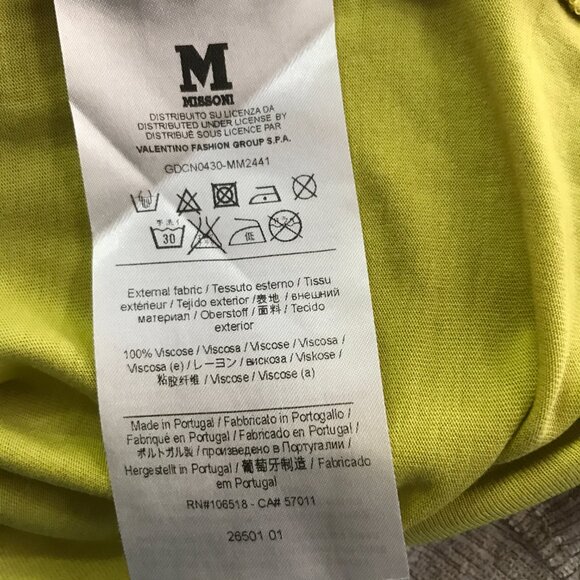 M
MISSONI
DISTRIBUITO SU LICENZA DA
DISTRIBUTED UNDER LICENSE BY
DISTRIBUÉ SOUS LICENCE PAR
VALENTINO FASHION GROUP S.P.A.
GDCN0430-MM2441
手洗イ
30 低
External fabric / Tessuto esterno / Tissu
extérieur / Tejido exterior /表地 / внешний
материал / Oberstoff / 面料 / Tecido
exterior
100% Viscose / Viscosa / Viscose / Viscosa /
Viscosa (e) / レーヨン / вискоза / Viskose /
粘胶纤维 / Viscose / Viscose (a)
Made in Portugal / Fabbricato in Portogallo /
Fabriqué en Portugal / Fabricado en Portugal /
ポルトガル製 / произведено в Португалии /
Hergestellt in Portugal / 葡萄牙制造 / Fabricado
em Portugal
RN#106518 - CA# 57011
26501 01